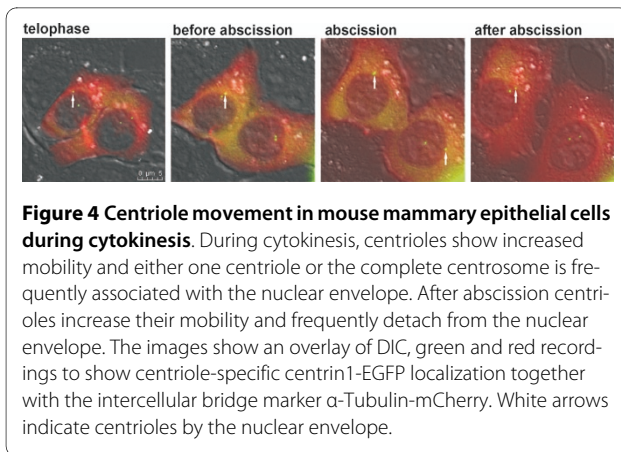 telophase before abscission abscission after abscission
0 µm 5
Figure 4 Centriole movement in mouse mammary epithelial cells
during cytokinesis. During cytokinesis, centrioles show increased
mobility and either one centriole or the complete centrosome is fre-
quently associated with the nuclear envelope. After abscission centri-
oles increase their mobility and frequently detach from the nuclear
envelope. The images show an overlay of DIC, green and red record-
ings to show centriole-specific centrin1-EGFP localization together
with the intercellular bridge marker α-Tubulin-mCherry. White arrows
indicate centrioles by the nuclear envelope.